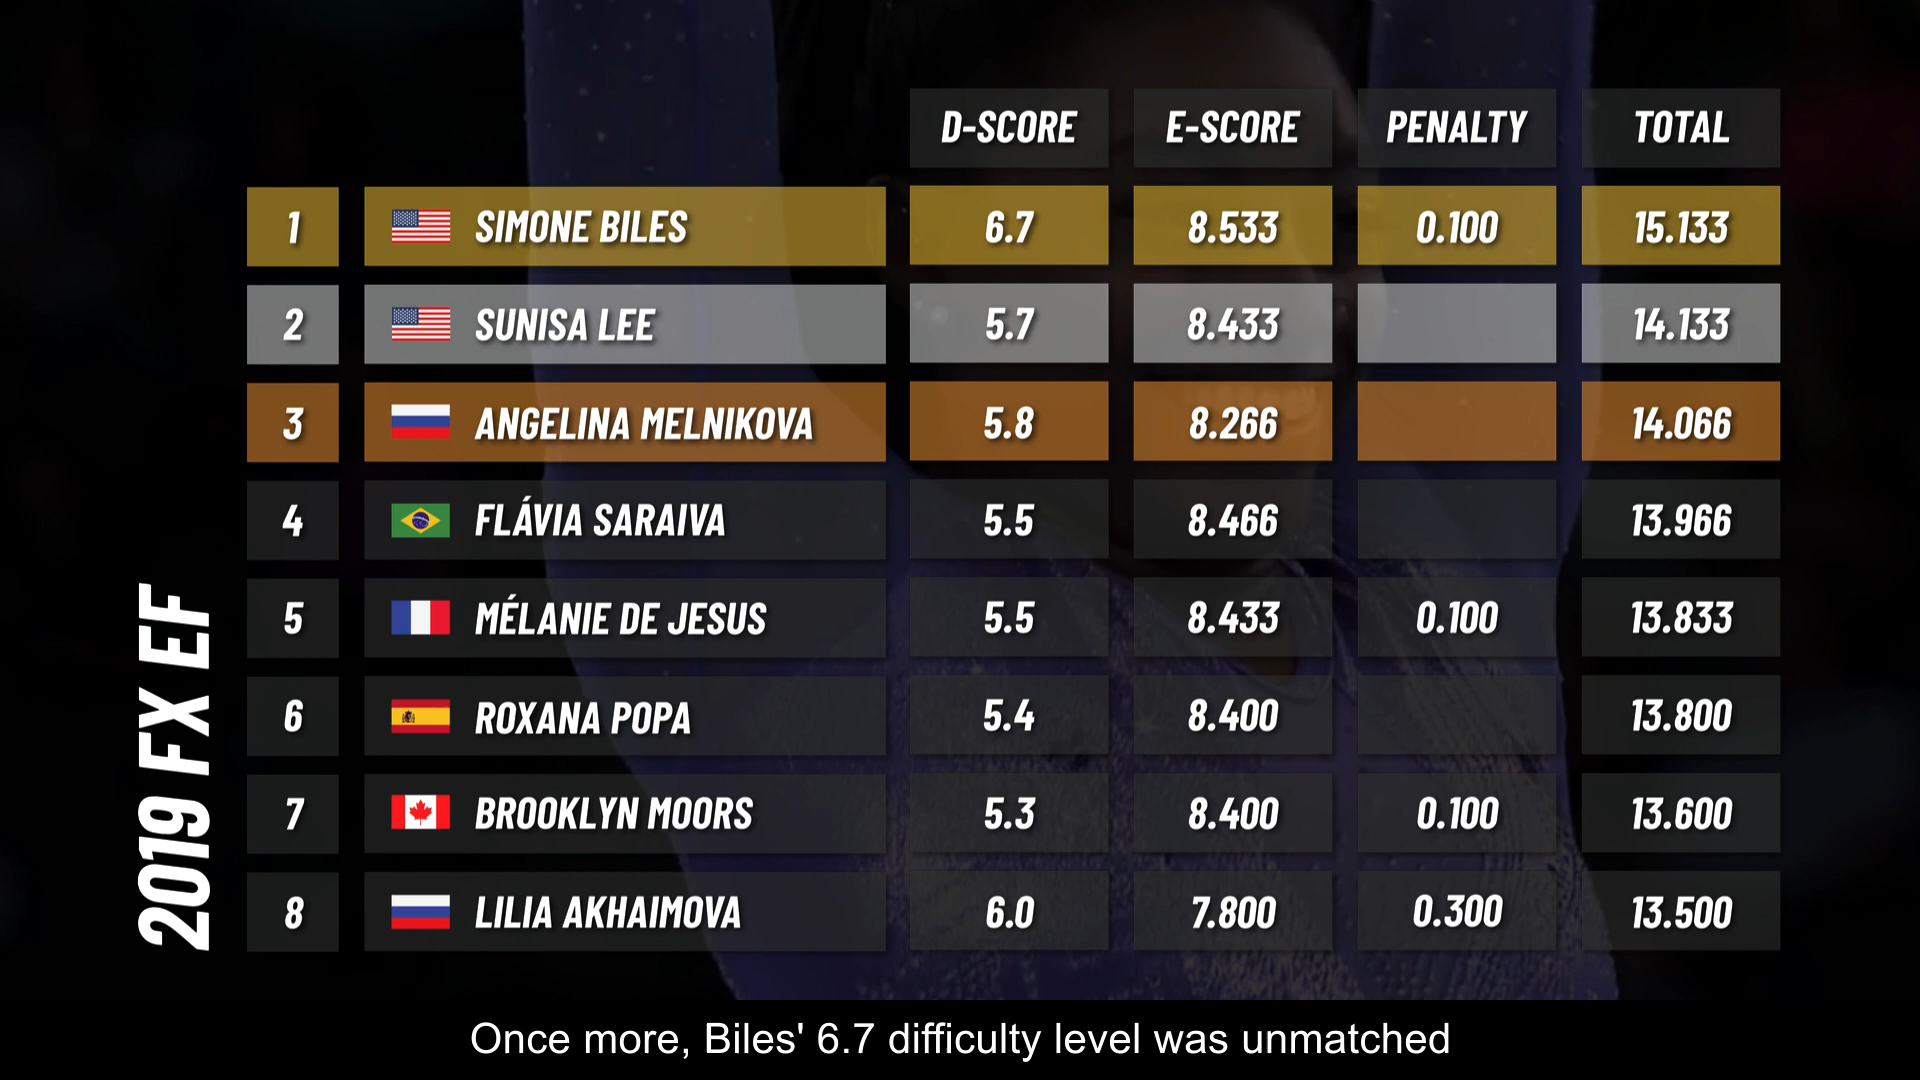 D-SCORE E-SCORE PENALTY TOTAL
1 SIMONE BILES 6.7 8.533 0.100 15.133
2 SUNISA LEE 5.7 8.433 14.133
3 ANGELINA MELNIKOVA 5.8 8.266 14.066
4 FLÁVIA SARAIVA 5.5 8.466 13.966
5 MÉLANIE DE JESUS 5.5 8.433 0.100 13.833
6 ROXANA POPA 5.4 8.400 13.800
7 BROOKLYN MOORS 5.3 8.400 0.100 13.600
8 LILIA AKHAIMOVA 6.0 7.800 0.300 13.500
2019 FX EF
Once more, Biles' 6.7 difficulty level was unmatched